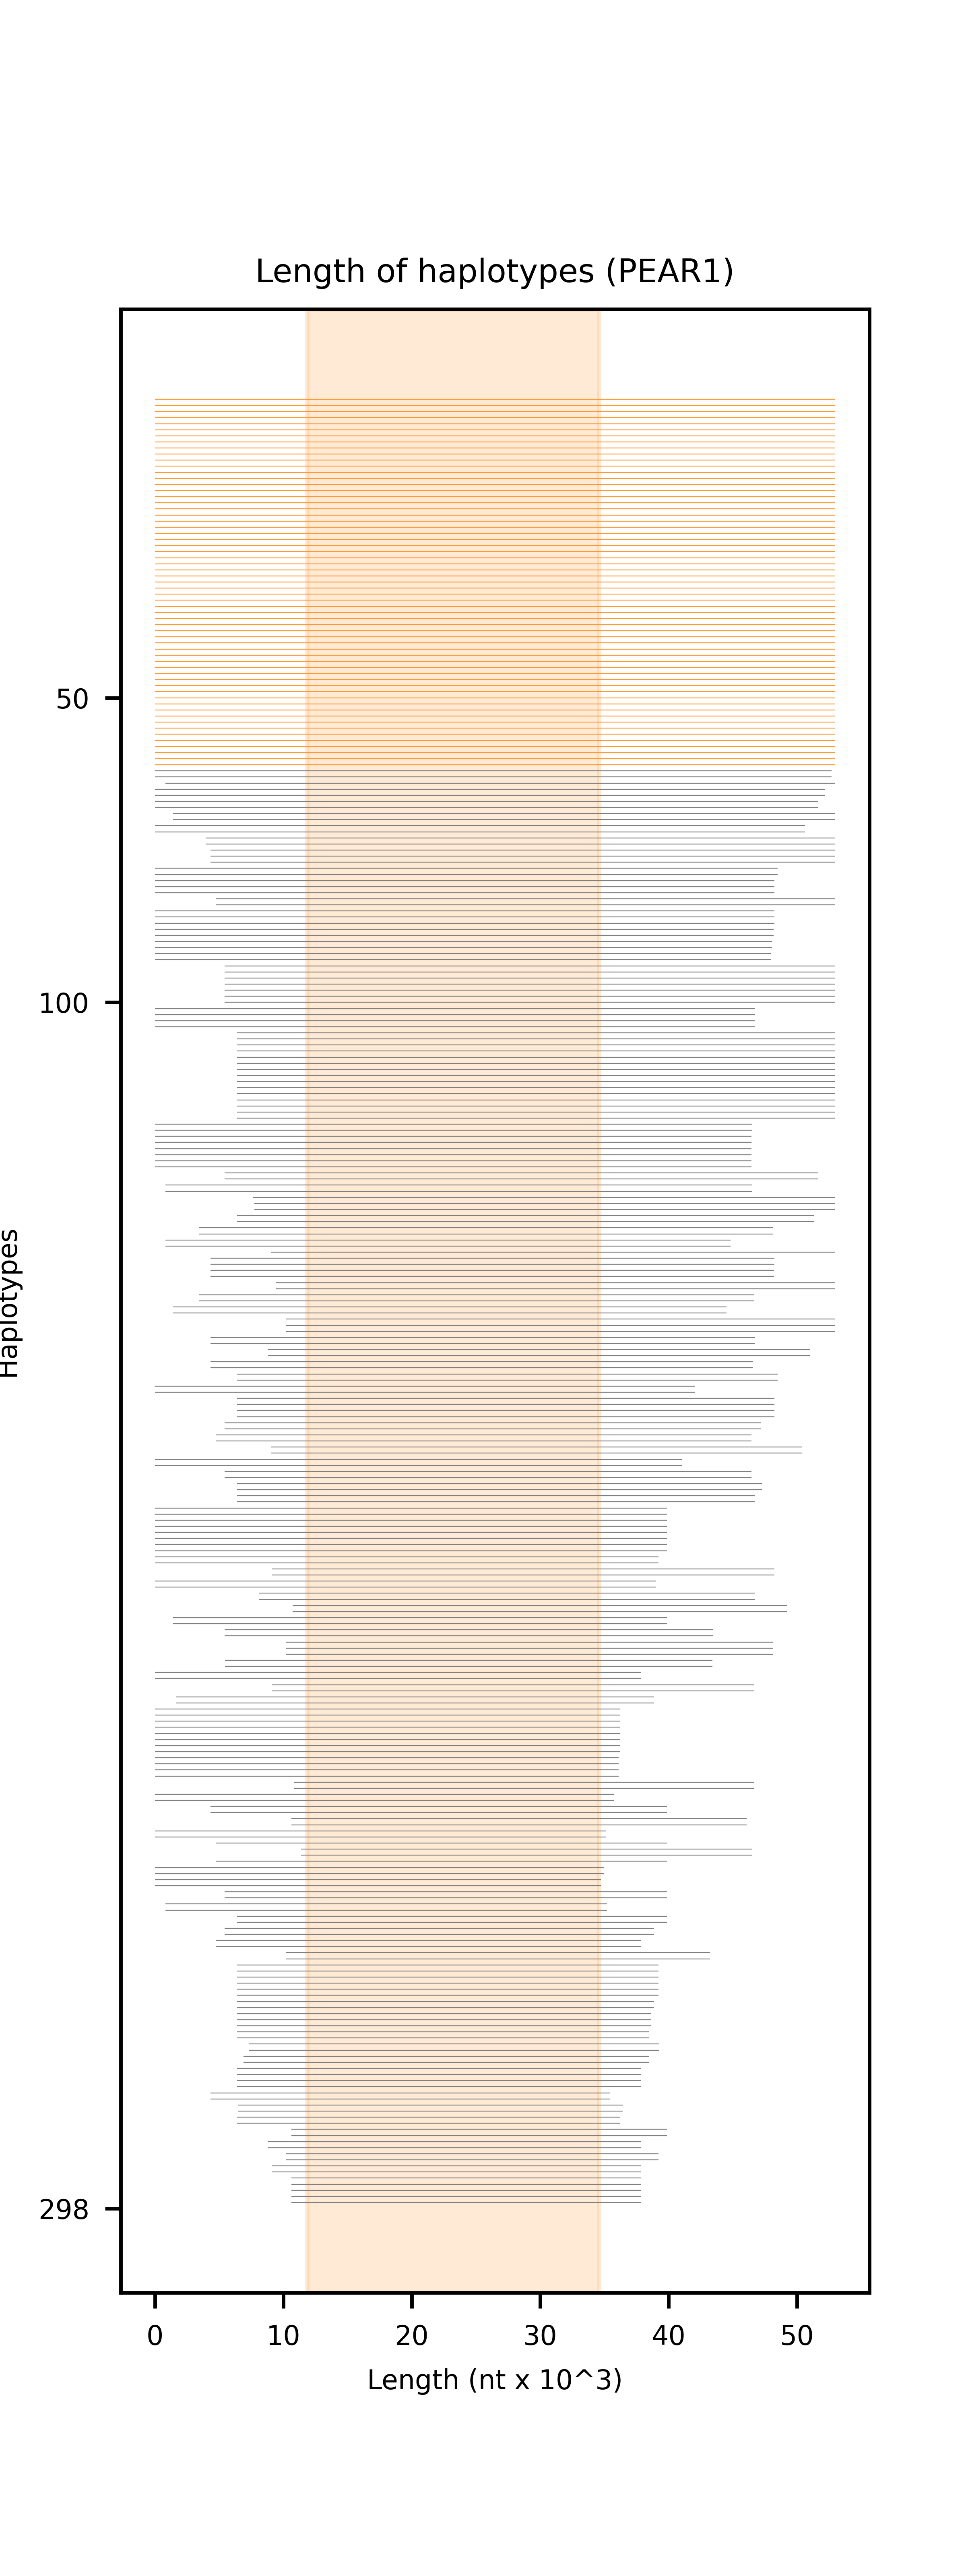 Length of haplotypes (PEAR1)
50
100
Haplotypes
298
0 10 20 30 40 50
Length (nt x 10^3)